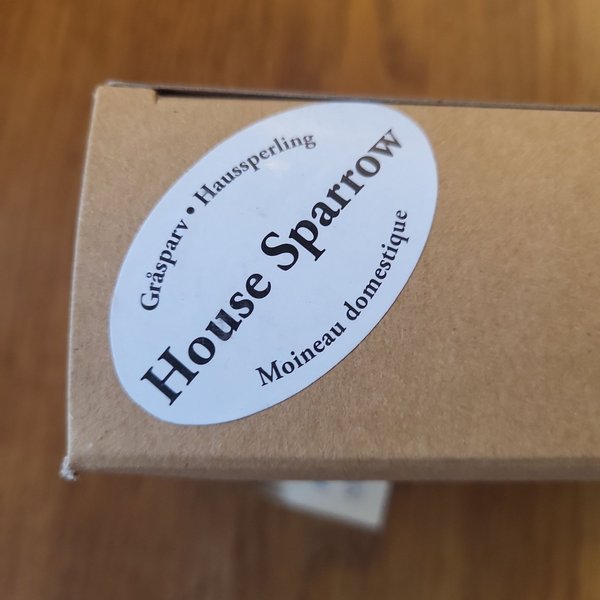 Gråsparv • Haussperling
House Sparrow
Moineau domestique